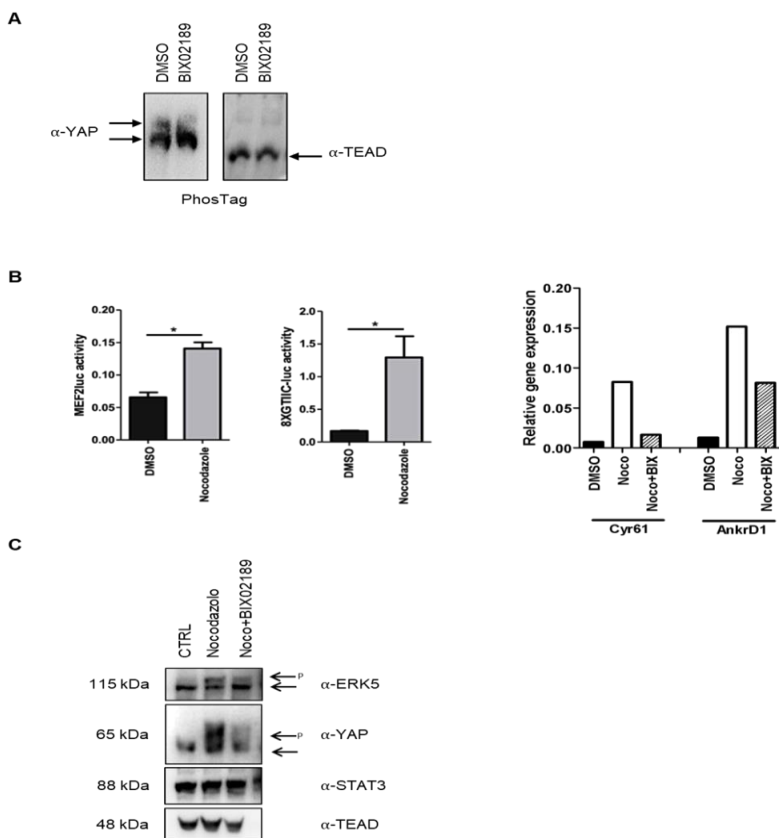 A
DMSO
BIX02189
DMSO
BIX02189
α-YAP
α-TEAD
PhosTag
B
MEF2luc activity
0.20
0.15
0.10
0.05
0.00
DMSO
Nocodazole
*
8XGTIIC-luc activity
2.0
1.5
1.0
0.5
0.0
DMSO
Nocodazole
*
Relative gene expression
0.20
0.15
0.10
0.05
0.00
DMSO
Noco
Noco+BIX
DMSO
Noco
Noco+BIX
Cyr61
AnkrD1
C
CTRL
Nocodazolo
Noco+BIX02189
115 kDa
P
α-ERK5
65 kDa
P
α-YAP
88 kDa
α-STAT3
48 kDa
α-TEAD